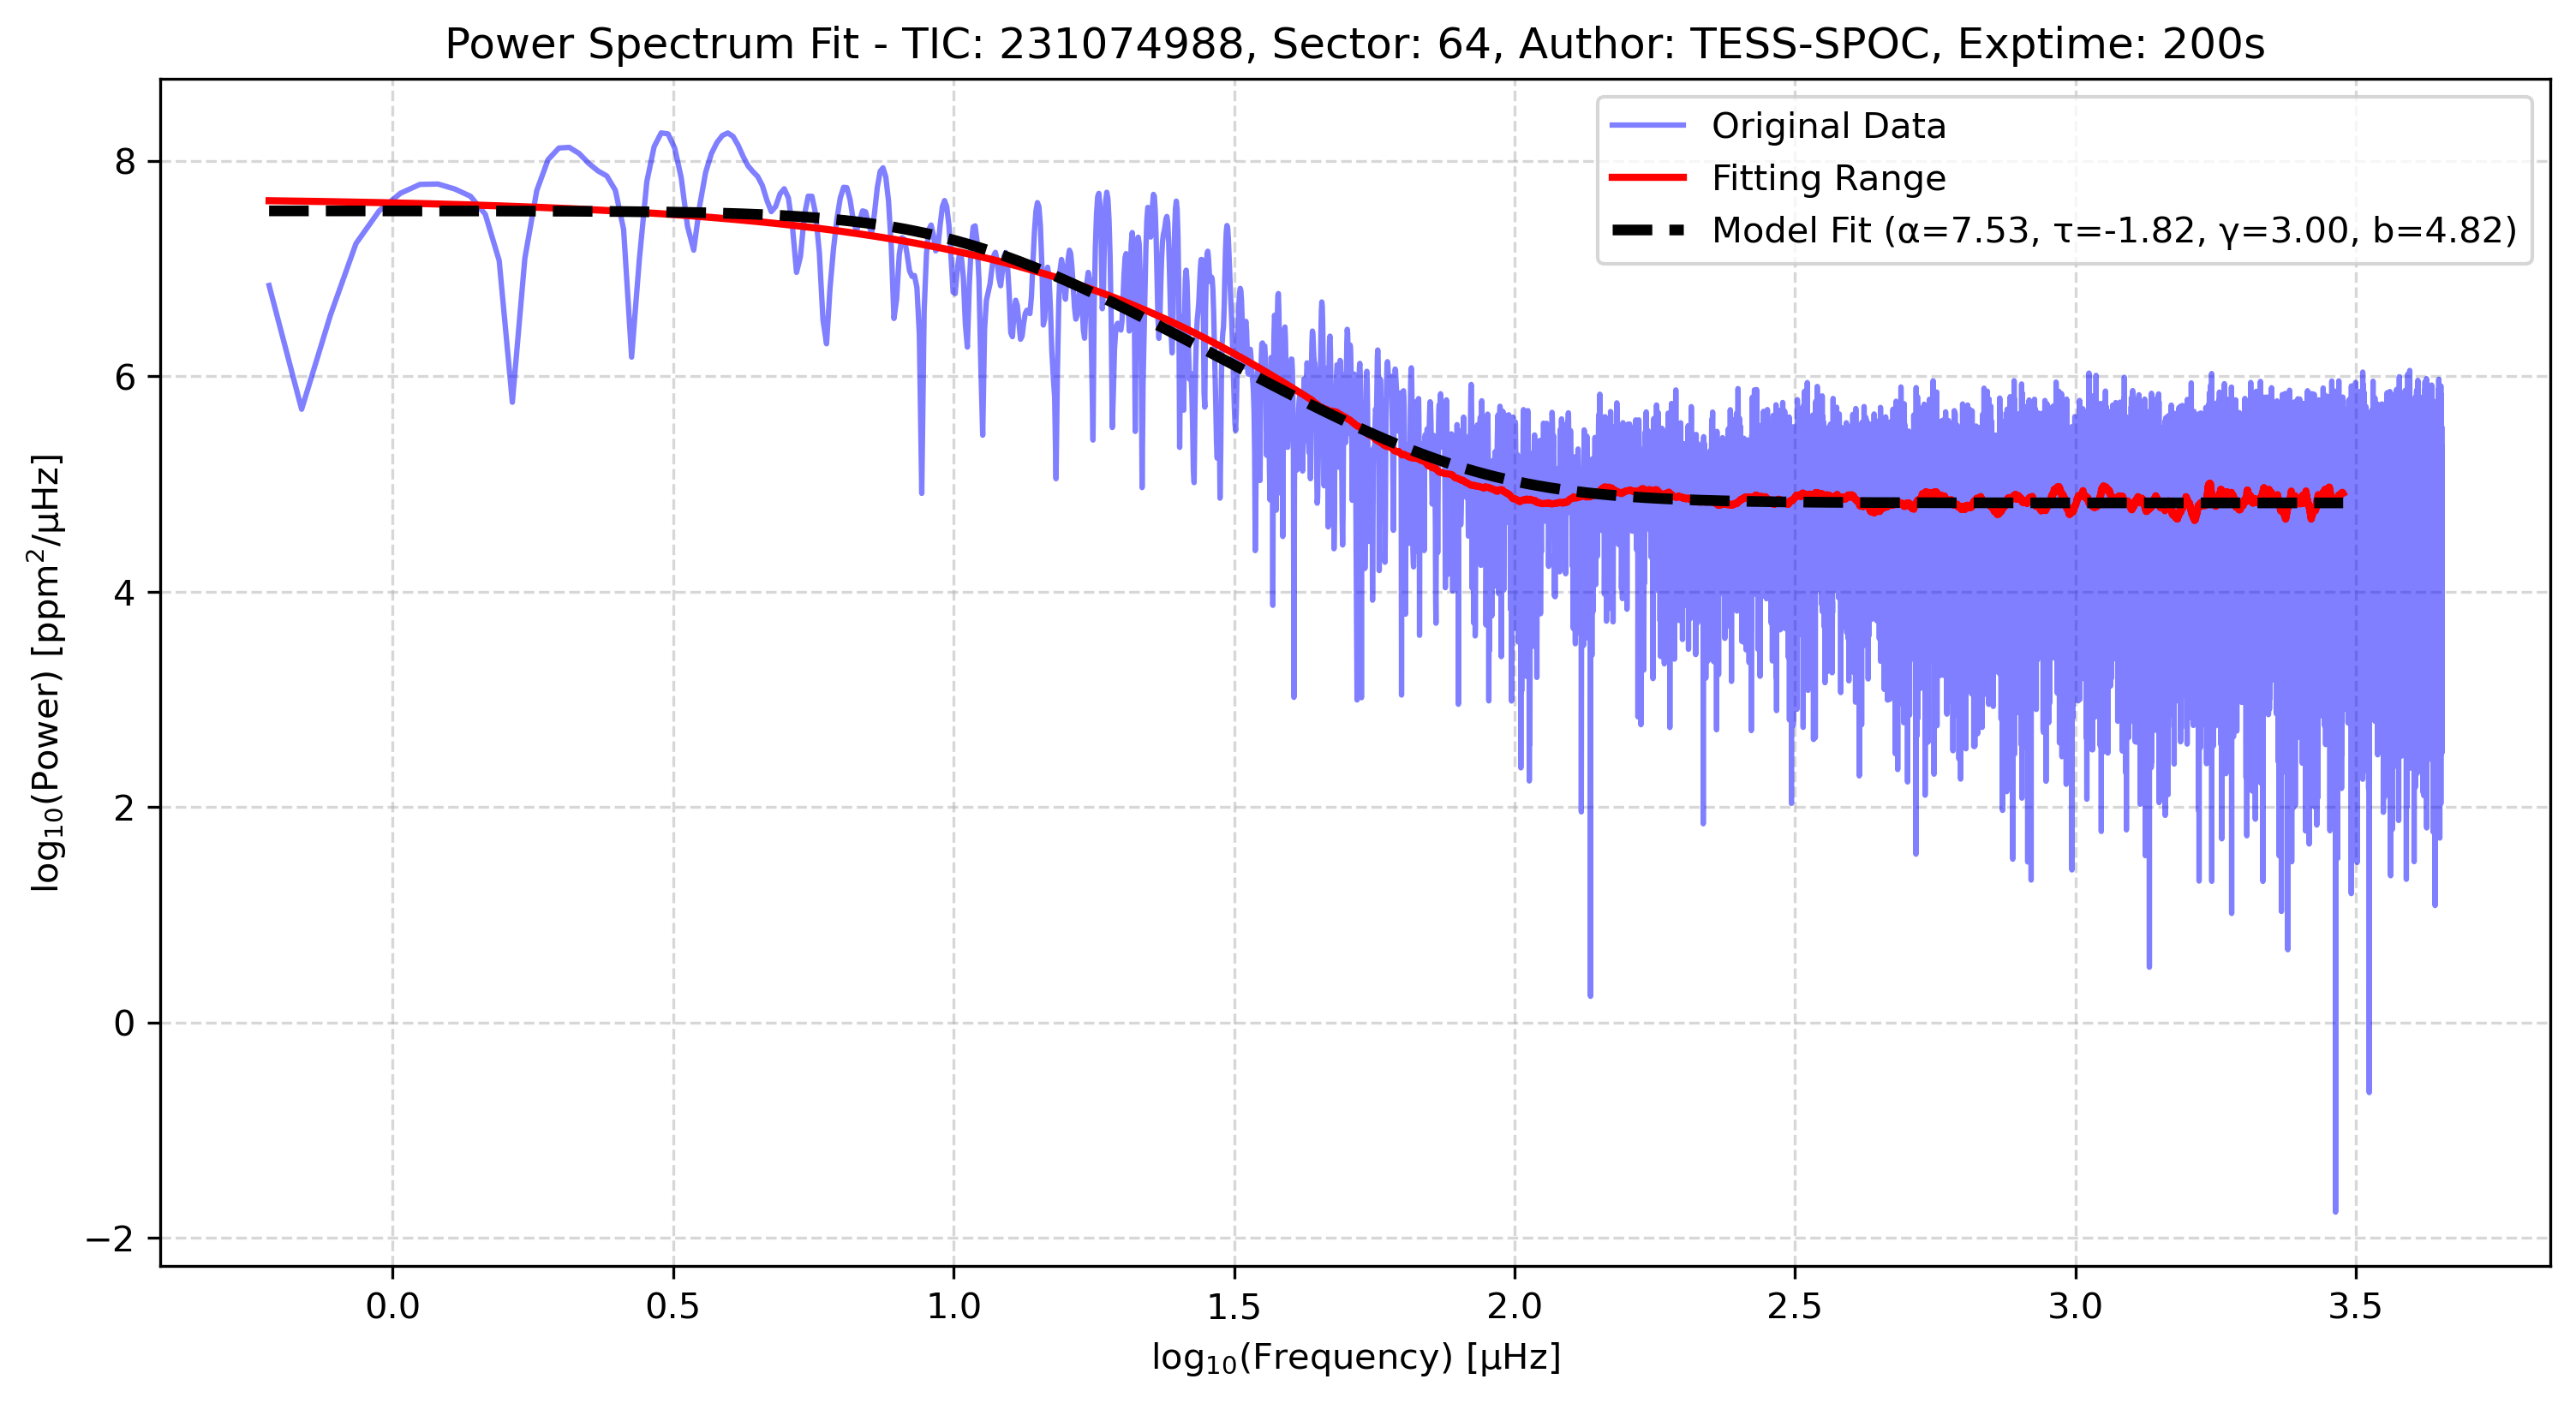 Power Spectrum Fit - TIC: 231074988, Sector: 64, Author: TESS-SPOC, Exptime: 200s
Original Data
Fitting Range
Model Fit (α=7.53, τ=-1.82, γ=3.00, b=4.82)
log₁₀(Power) [ppm²/μHz]
8
6
4
2
0
−2
0.0 0.5 1.0 1.5 2.0 2.5 3.0 3.5
log₁₀(Frequency) [μHz]